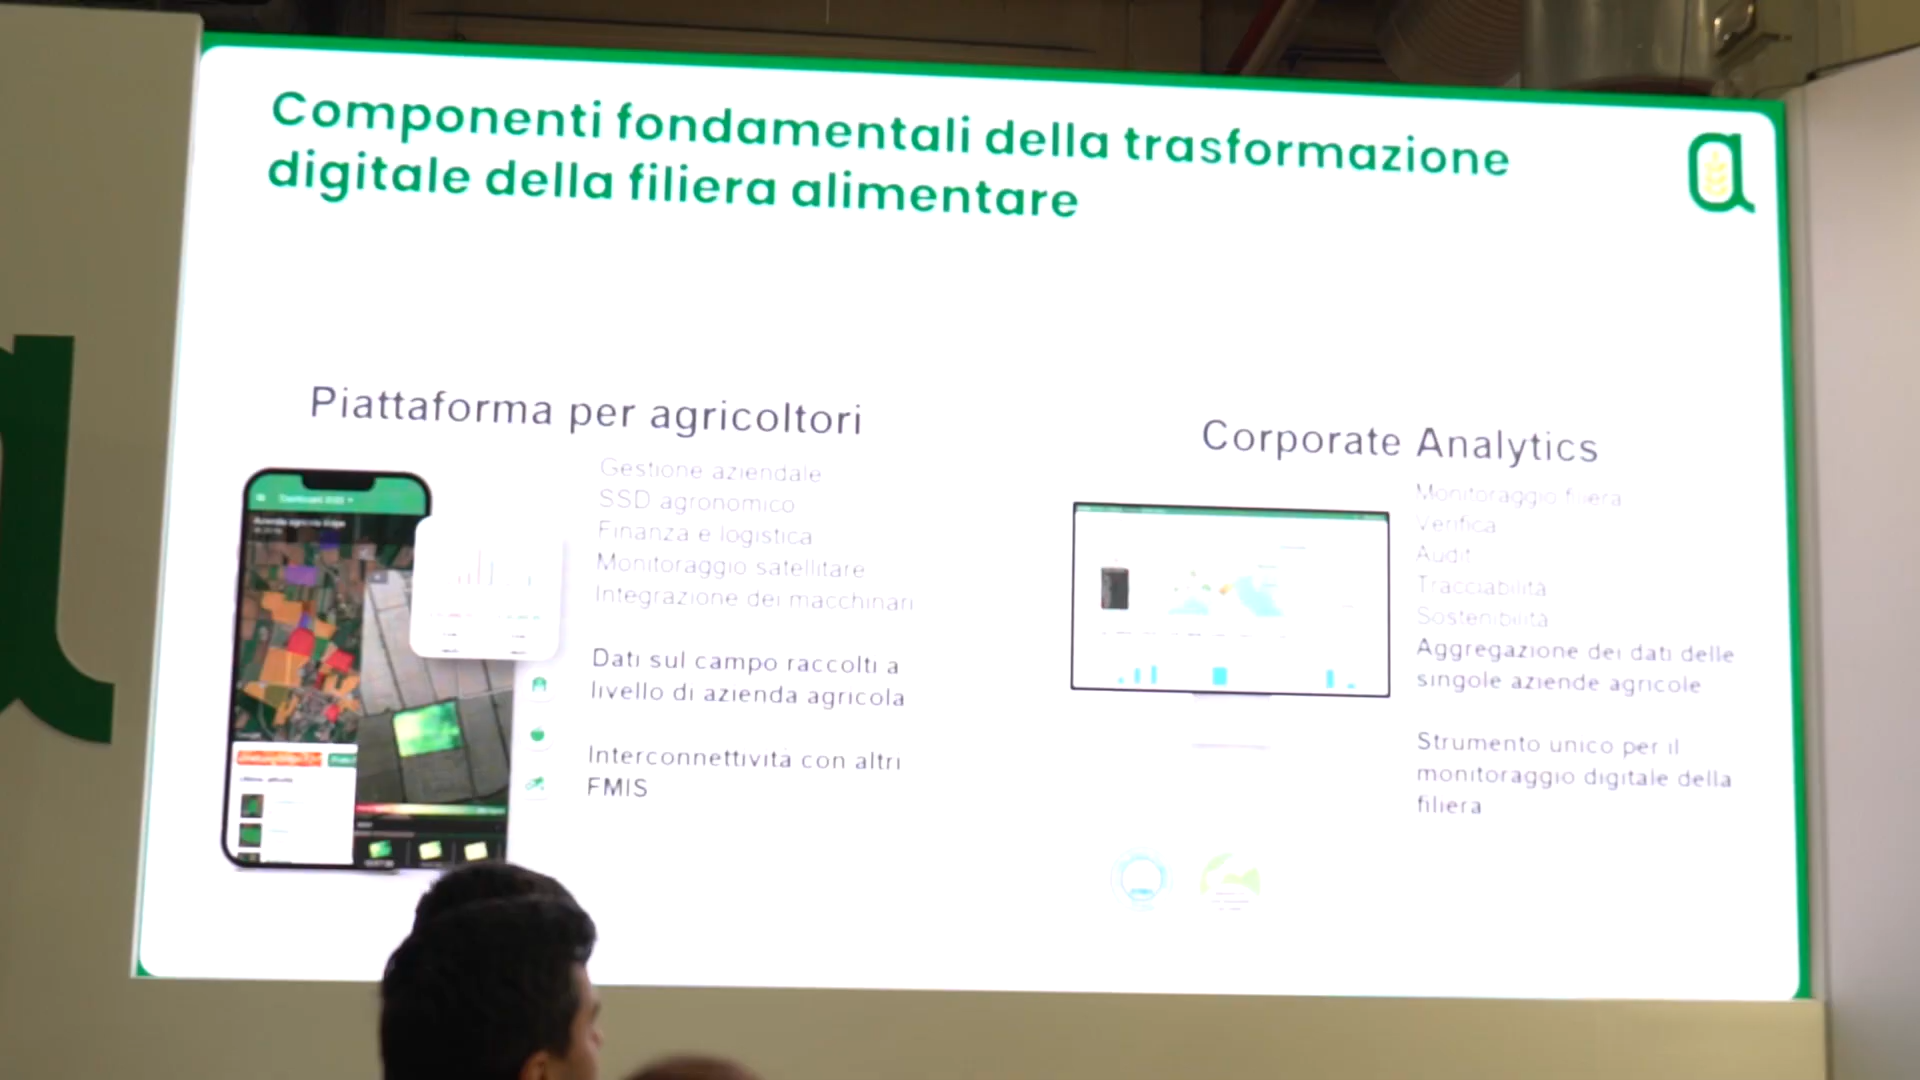 Componenti fondamentali della trasformazione
digitale della filiera alimentare
Piattaforma per agricoltori
Gestione aziendale
SSD agronomico
Finanza e logistica
Monitoraggio satellitare
Integrazione dei macchinari
Dati sul campo raccolti a
livello di azienda agricola
Interconnettività con altri
FMIS
Corporate Analytics
Monitoraggio filiera
Verifica
Audit
Tracciabilità
Sostenibilità
Aggregazione dei dati delle
singole aziende agricole
Strumento unico per il
monitoraggio digitale della
filiera